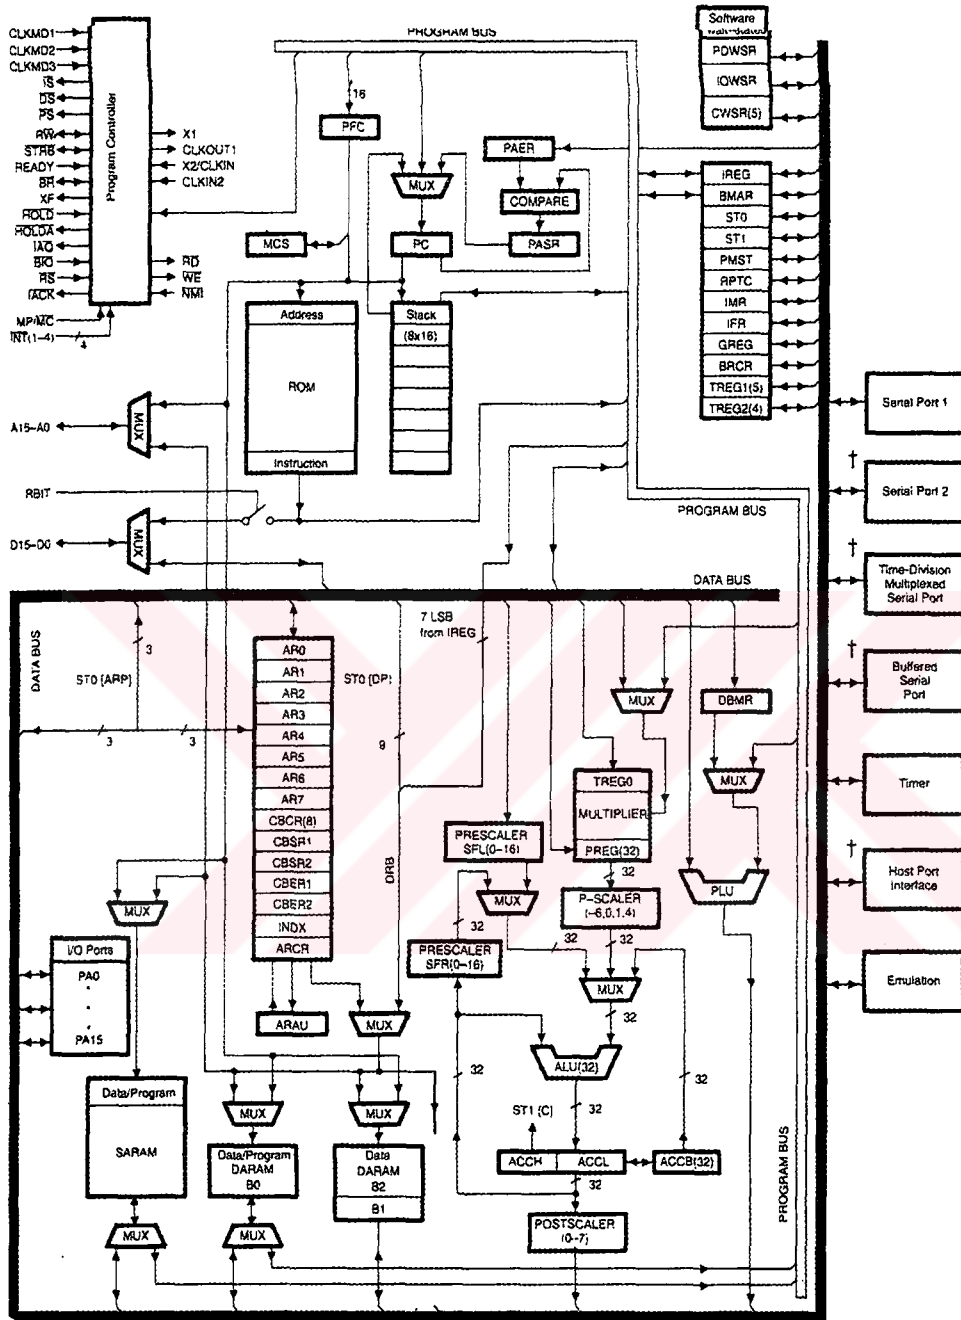 CLKMD1
CLKMD2
CLKMD3
IS
DS
PS
RW
STRB
READY
BR
XF
HOLD
HOLDA
IAQ
BIO
RS
IACK
MP/MC
INT(1–4)
4
Program Controller
X1
CLKOUT1
X2/CLKIN
CLKIN2
RD
WE
NMI
PROGRAM BUS
16
PFC
MUX
MCS
PC
PAER
COMPARE
PASR
Software
PDWSR
IOWSR
CWSR(5)
IREG
BMAR
ST0
ST1
PMST
RPTC
IMR
IFR
GREG
BRCR
TREG1(5)
TREG2(4)
Address
ROM
Instruction
Stack
(8x16)
A15–A0
MUX
RBIT
D15–D0
MUX
PROGRAM BUS
DATA BUS
Serial Port 1
†
Serial Port 2
†
Time-Division
Multiplexed
Serial Port
†
Buffered
Serial
Port
Timer
†
Host Port
Interface
Emulation
DATA BUS
3
ST0 (ARP)
3
3
AR0
AR1
AR2
AR3
AR4
AR5
AR6
AR7
CBCR(8)
CBSR1
CBSR2
CBER1
CBER2
INDX
ARCR
ARAU
MUX
ST0 (DP)
9
DRB
7 LSB
from IREG
MUX
DBMR
MUX
TREG0
MULTIPLIER
PREG(32)
32
PRESCALER
SFL(0–16)
MUX
32
PRESCALER
SFR(0–16)
P–SCALER
(–6,0,1,4)
32
32
PLU
MUX
32
ALU(32)
32
32
32
ST1 (C)
ACCH
ACCL
ACCB(32)
32
POSTSCALER
(0–7)
MUX
I/O Ports
PA0
.
.
.
PA15
Data/Program
SARAM
MUX
MUX
Data/Program
DARAM
B0
MUX
MUX
Data
DARAM
B2
B1
PROGRAM BUS